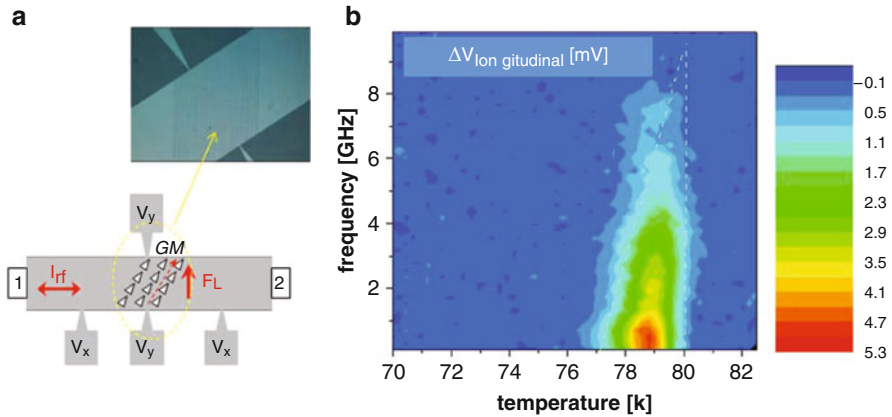 a
V_y
GM
1
I_rf
F_L
2
V_x
V_y
V_x
b
ΔV_lon gitudinal [mV]
frequency [GHz]
8
6
4
2
70
72
74
76
78
80
82
temperature [k]
-0.1
0.5
1.1
1.7
2.3
2.9
3.5
4.1
4.7
5.3